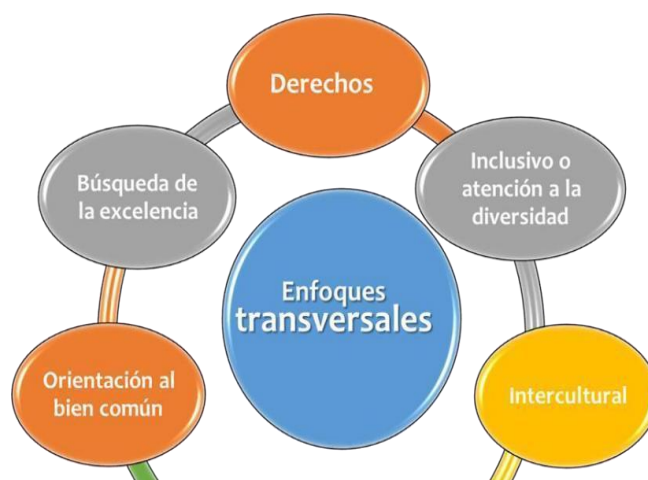 Derechos
Búsqueda de
la excelencia
Inclusivo o
atención a la
diversidad
Enfoques
transversales
Orientación al
bien común
Intercultural